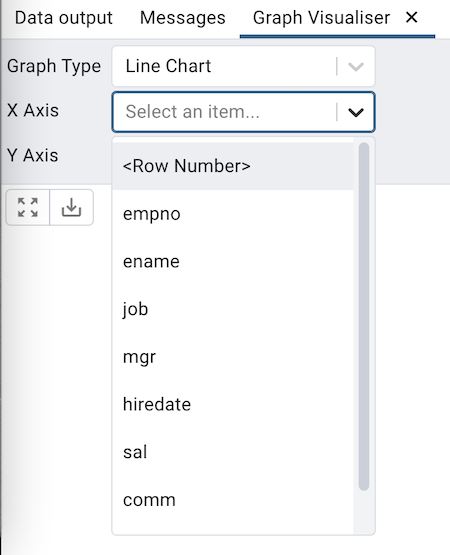 Data output Messages Graph Visualiser ×
Graph Type Line Chart
X Axis Select an item...
Y Axis
<Row Number>
empno
ename
job
mgr
hiredate
sal
comm